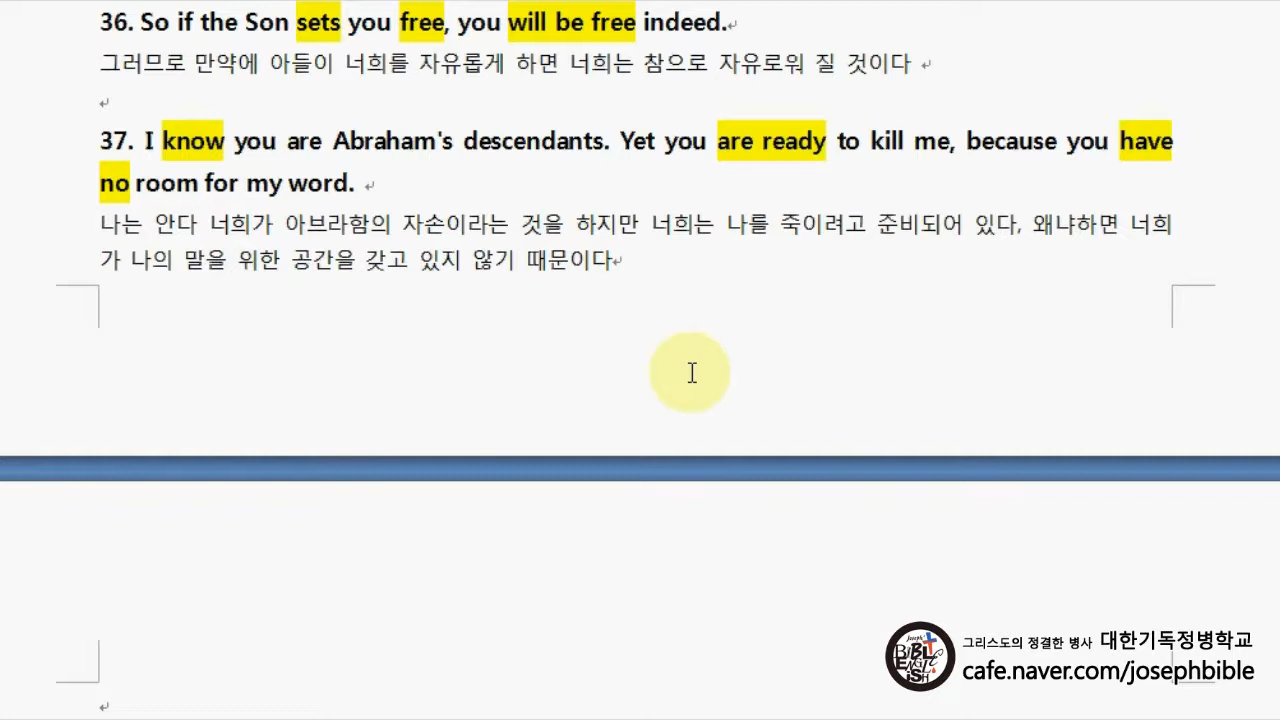 36. So if the Son sets you free, you will be free indeed.
그러므로 만약에 아들이 너희를 자유롭게 하면 너희는 참으로 자유로워 질 것이다
37. I know you are Abraham's descendants. Yet you are ready to kill me, because you have
no room for my word.
나는 안다 너희가 아브라함의 자손이라는 것을 하지만 너희는 나를 죽이려고 준비되어 있다, 왜냐하면 너희
가 나의 말을 위한 공간을 갖고 있지 않기 때문이다
Joseph'
BIBLE
ENGLISH
그리스도의 정결한 병사 대한기독정병학교
cafe.naver.com/josephbible